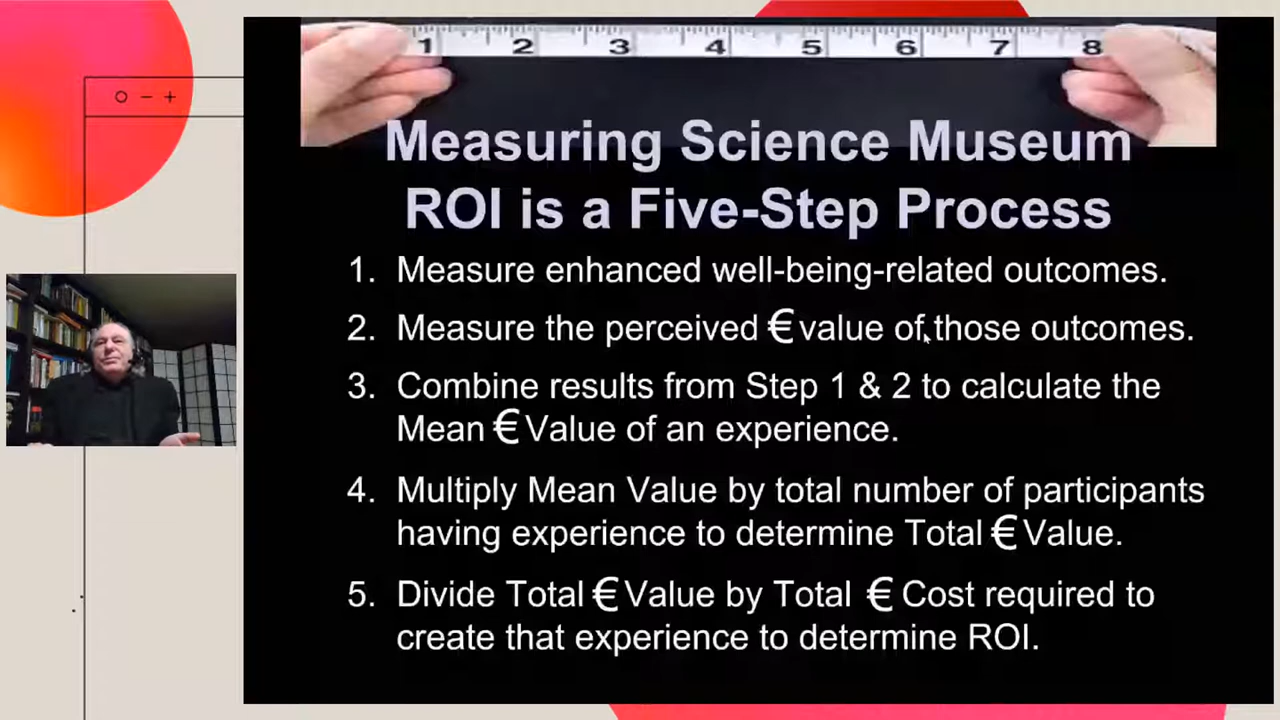 1 2 3 4 5 6 7 8
Measuring Science Museum
ROI is a Five-Step Process
1. Measure enhanced well-being-related outcomes.
2. Measure the perceived € value of those outcomes.
3. Combine results from Step 1 & 2 to calculate the
Mean € Value of an experience.
4. Multiply Mean Value by total number of participants
having experience to determine Total € Value.
5. Divide Total € Value by Total € Cost required to
create that experience to determine ROI.